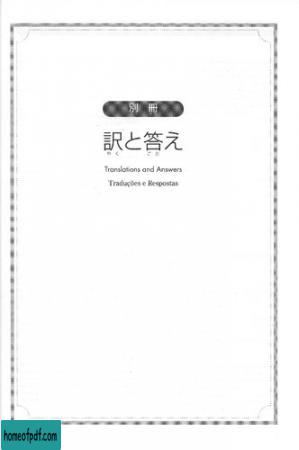 別冊
訳と答え
やく こた
Translations and Answers
Traduções e Respostas
homeofpdf.com